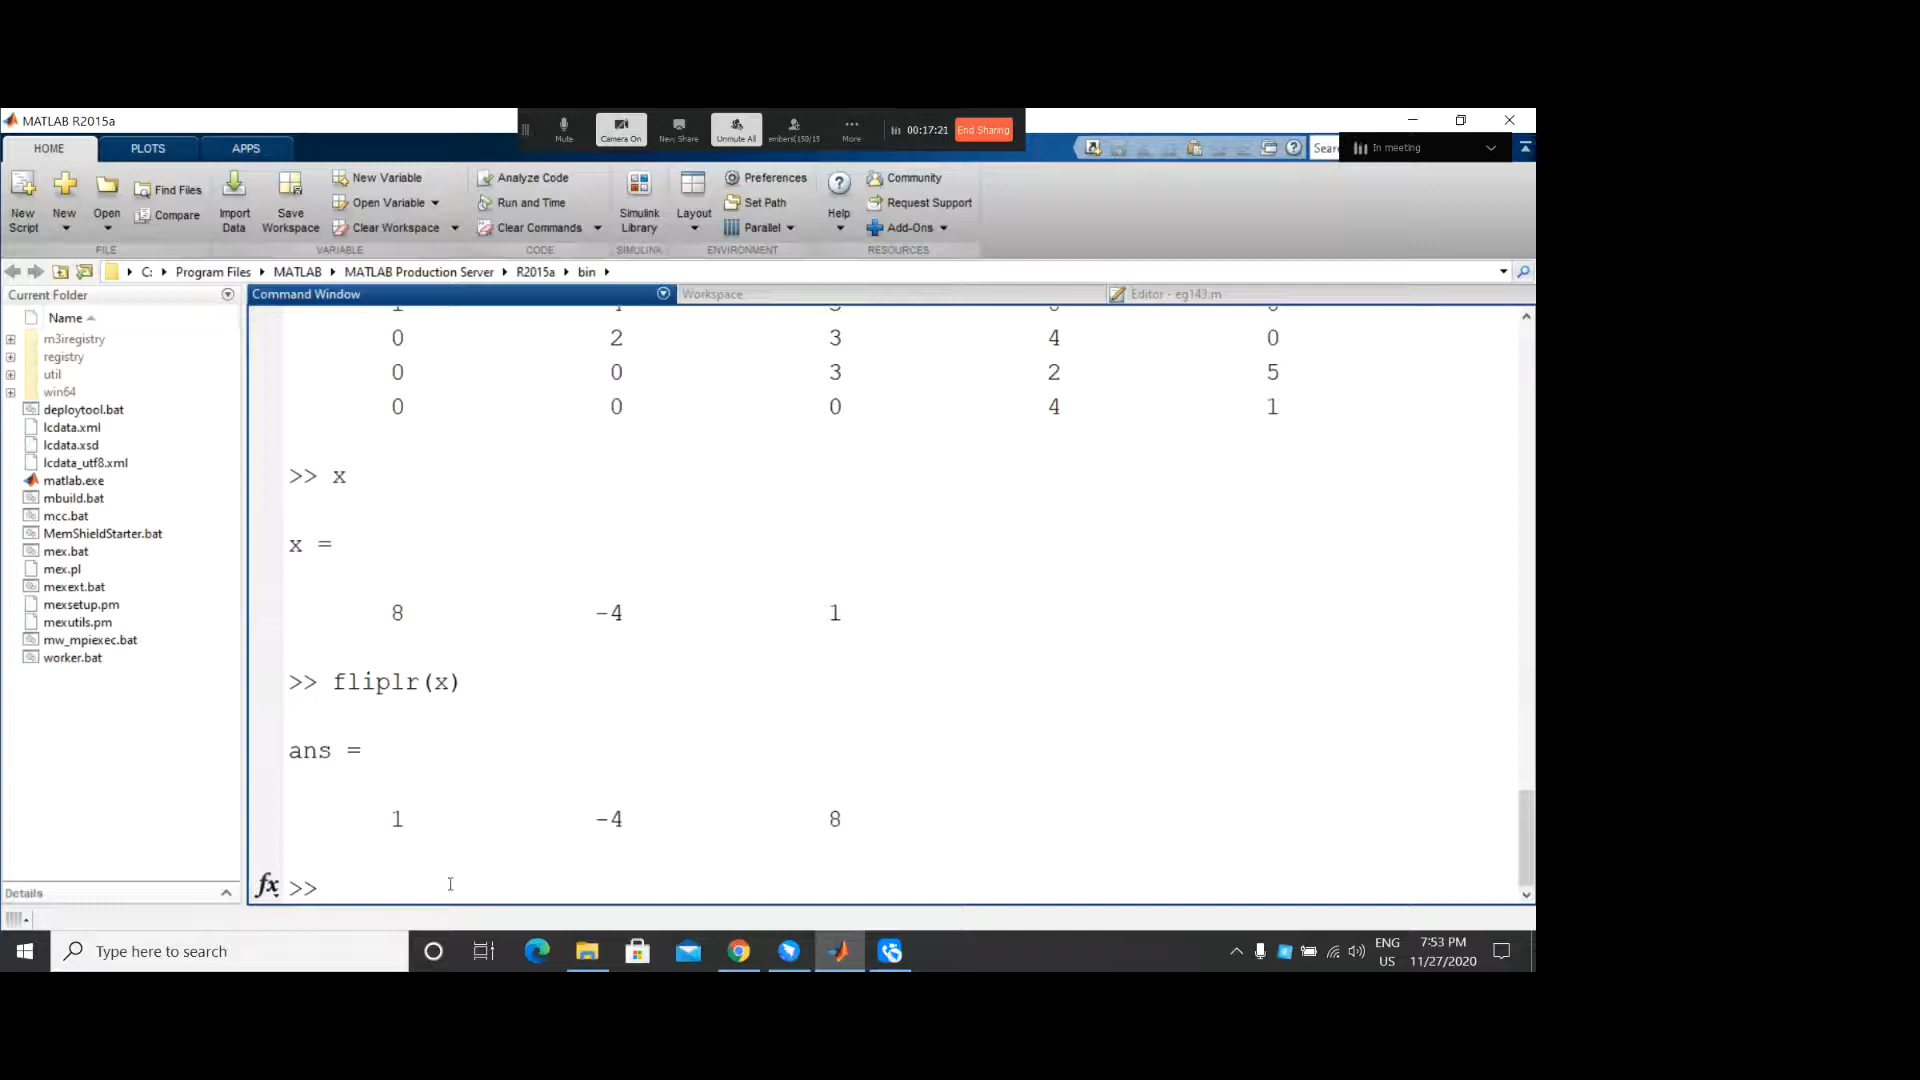 MATLAB R2015a
Mute
Camera On
New Share
Unmute All
embers(150/15
More
00:17:21
End Sharing
HOME
PLOTS
APPS
Sear
In meeting
New Script
New
Open
Find Files
Compare
FILE
Import Data
Save Workspace
New Variable
Open Variable
Clear Workspace
VARIABLE
Analyze Code
Run and Time
Clear Commands
CODE
Simulink Library
SIMULINK
Layout
Preferences
Set Path
Parallel
ENVIRONMENT
Help
Community
Request Support
Add-Ons
RESOURCES
C: Program Files MATLAB MATLAB Production Server R2015a bin
Current Folder
Name
m3iregistry
registry
util
win64
deploytool.bat
lcdata.xml
lcdata.xsd
lcdata_utf8.xml
matlab.exe
mbuild.bat
mcc.bat
MemShieldStarter.bat
mex.bat
mex.pl
mexext.bat
mexsetup.pm
mexutils.pm
mw_mpiexec.bat
worker.bat
Details
Command Window
Workspace
Editor - eg143.m
0 2 3 4 0
0 0 3 2 5
0 0 0 4 1
>> x
x =
8 -4 1
>> fliplr(x)
ans =
1 -4 8
fx >>
Type here to search
ENG
US
7:53 PM
11/27/2020